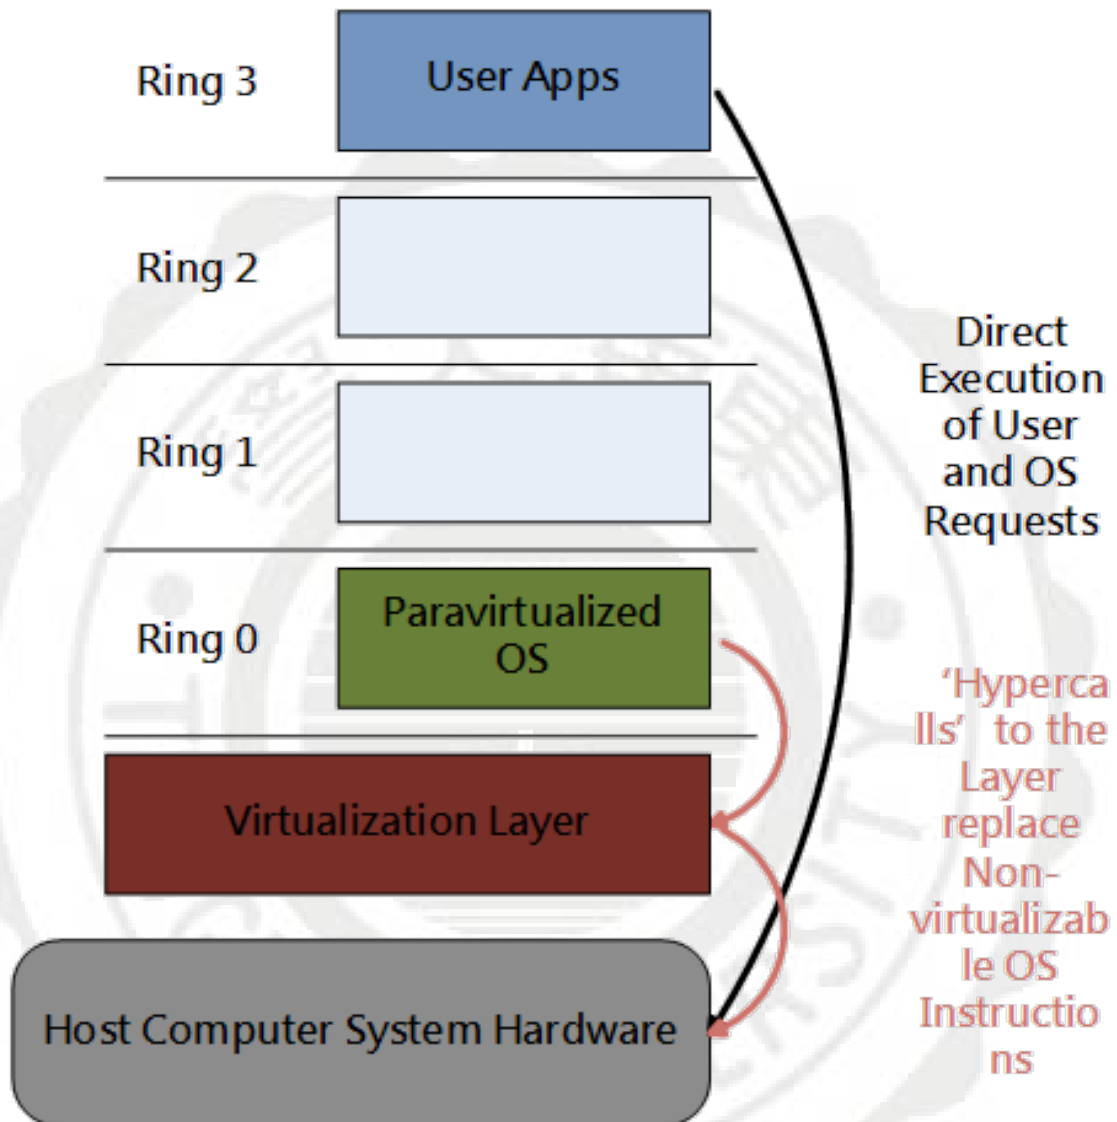 Ring 3
User Apps
Ring 2
Ring 1
Ring 0
Paravirtualized
OS
Virtualization Layer
Host Computer System Hardware
Direct
Execution
of User
and OS
Requests
‘Hyperca
lls’ to the
Layer
replace
Non-
virtualizab
le OS
Instructio
ns